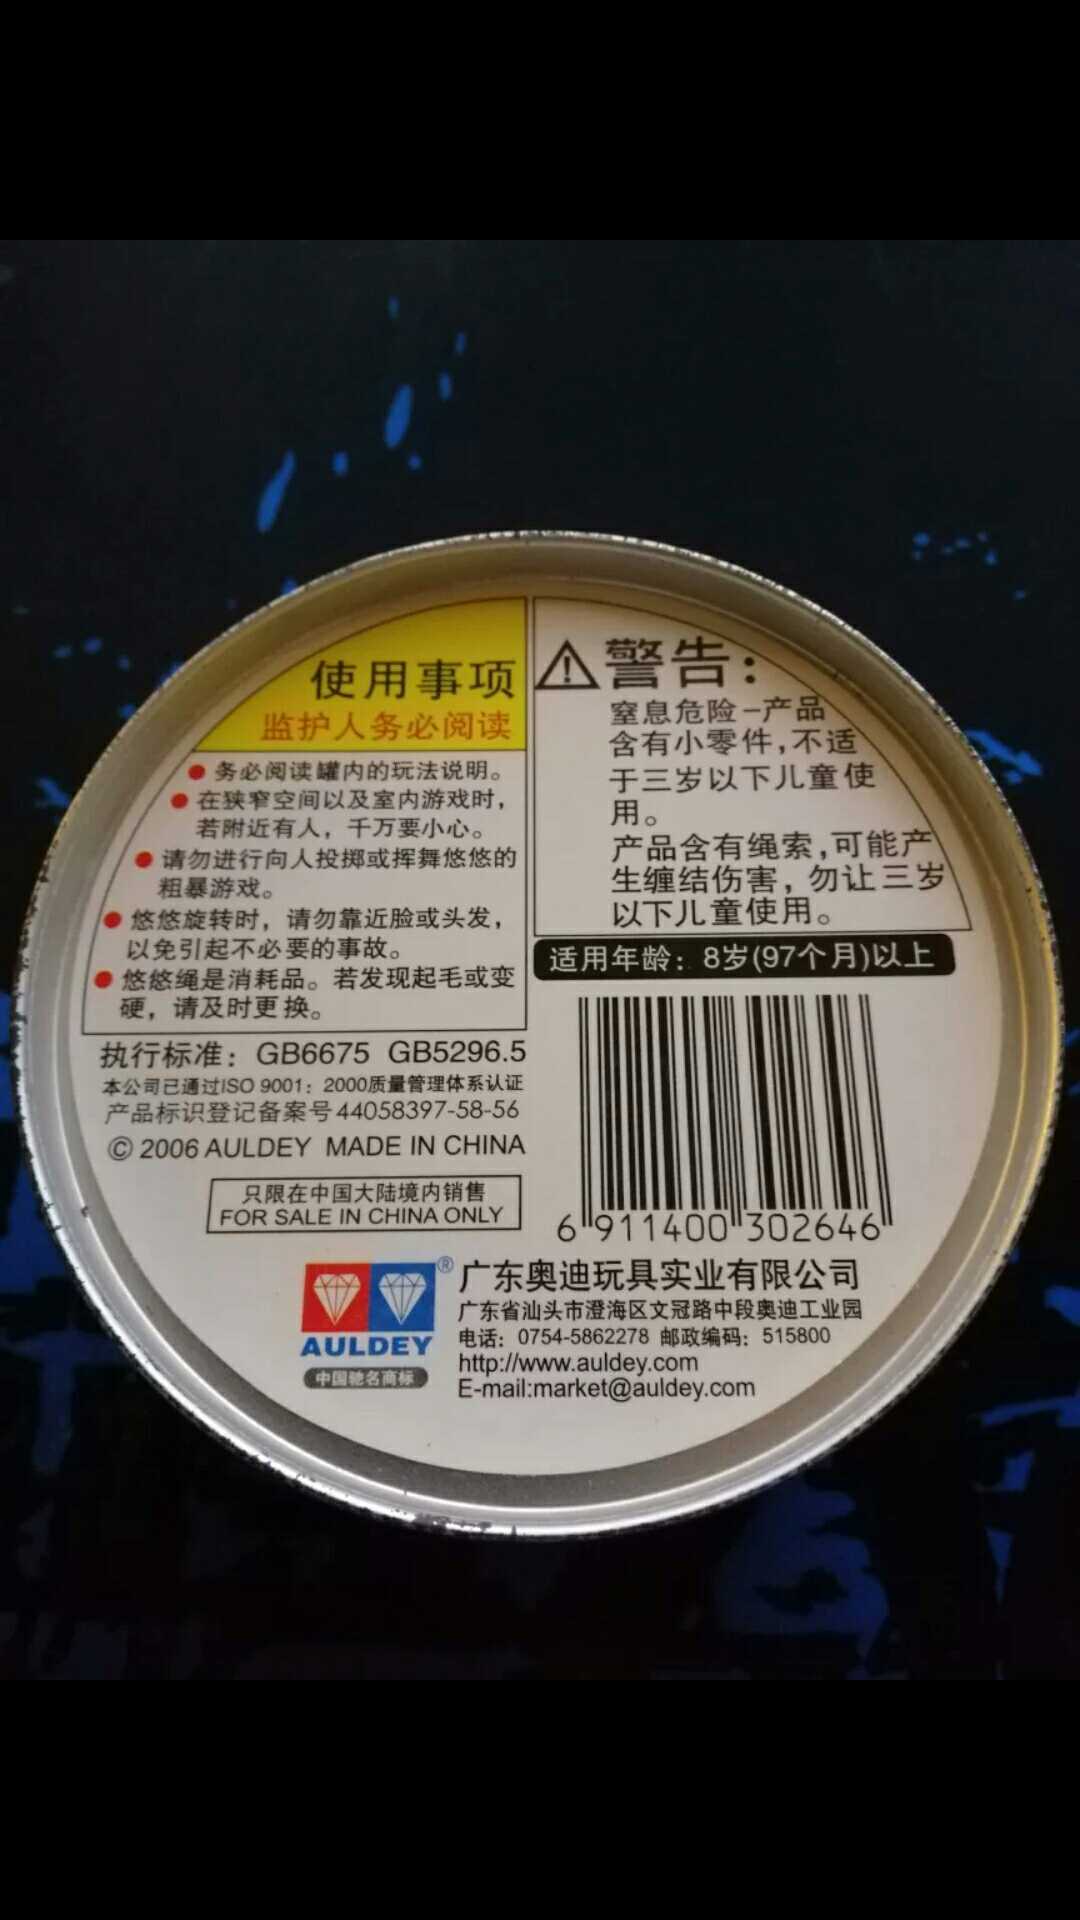 使用事项
监护人务必阅读
● 务必阅读罐内的玩法说明。
● 在狭窄空间以及室内游戏时，
若附近有人，千万要小心。
● 请勿进行向人投掷或挥舞悠悠的
粗暴游戏。
● 悠悠旋转时，请勿靠近脸或头发，
以免引起不必要的事故。
● 悠悠绳是消耗品。若发现起毛或变
硬，请及时更换。
执行标准：GB6675 GB5296.5
本公司已通过ISO 9001：2000质量管理体系认证
产品标识登记备案号44058397-58-56
© 2006 AULDEY MADE IN CHINA
只限在中国大陆境内销售
FOR SALE IN CHINA ONLY
警告：
窒息危险-产品
含有小零件,不适
于三岁以下儿童使
用。
产品含有绳索,可能产
生缠结伤害，勿让三岁
以下儿童使用。
适用年龄：8岁(97个月)以上
6 911400 302646
AULDEY
®
中国驰名商标
广东奥迪玩具实业有限公司
广东省汕头市澄海区文冠路中段奥迪工业园
电话：0754-5862278 邮政编码：515800
http://www.auldey.com
E-mail:market@auldey.com